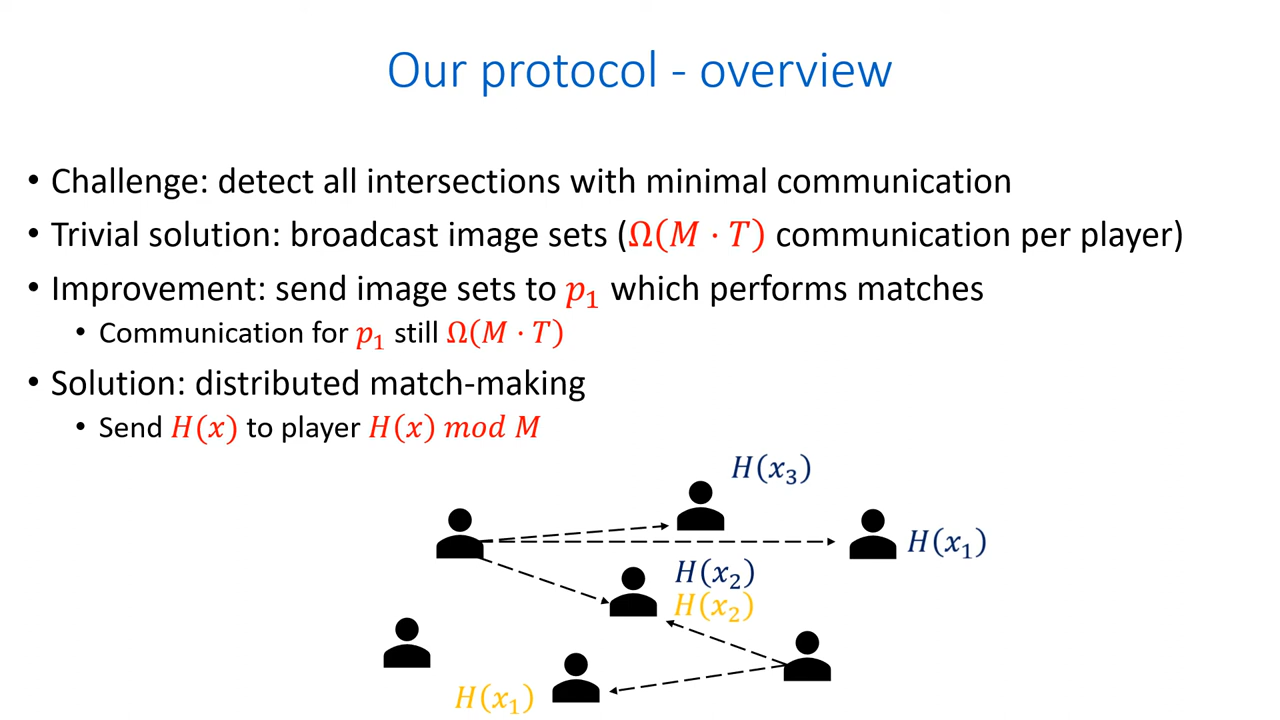 Our protocol - overview
• Challenge: detect all intersections with minimal communication
• Trivial solution: broadcast image sets (Ω(M · T) communication per player)
• Improvement: send image sets to p₁ which performs matches
• Communication for p₁ still Ω(M · T)
• Solution: distributed match-making
• Send H(x) to player H(x) mod M
H(x₃)
H(x₁)
H(x₂)
H(x₂)
H(x₁)